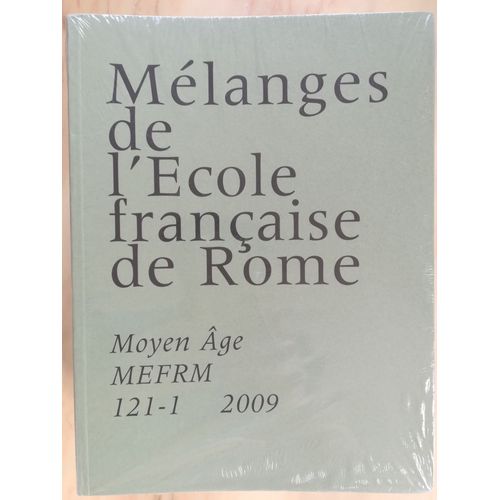 Mélanges
de
l'Ecole
française
de Rome
Moyen Âge
MEFRM
121-1 2009